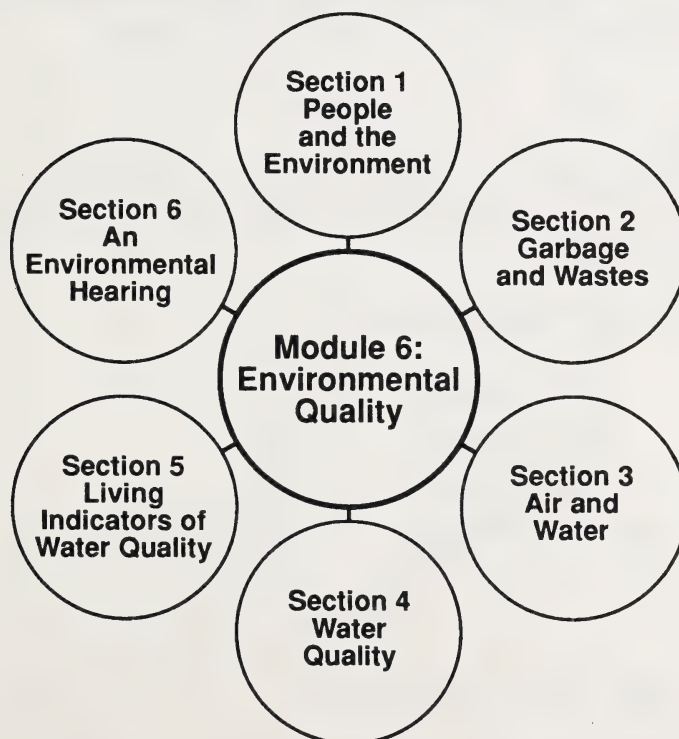 Section 1
People
and the
Environment
Section 2
Garbage
and Wastes
Section 3
Air and
Water
Section 4
Water
Quality
Section 5
Living
Indicators of
Water Quality
Section 6
An
Environmental
Hearing
Module 6:
Environmental
Quality